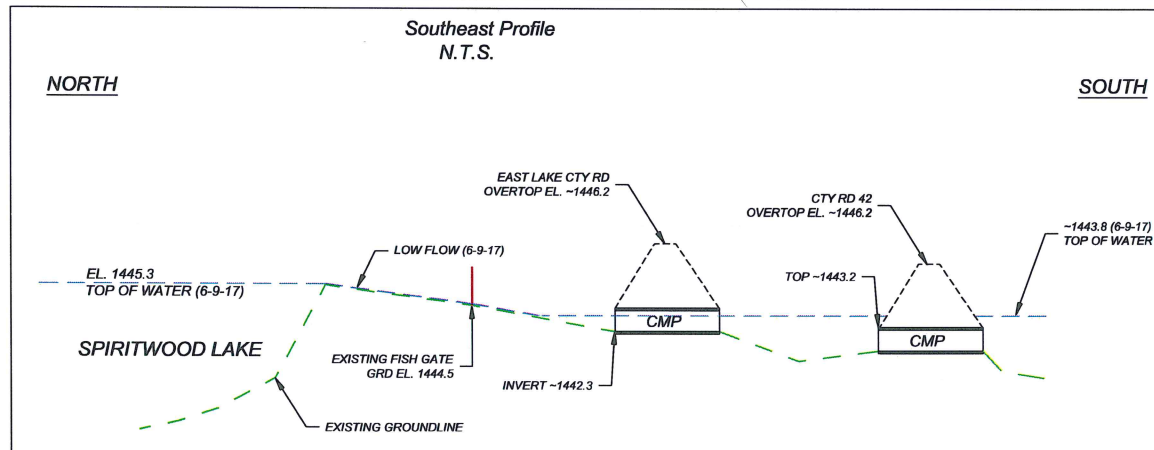 Southeast Profile
N.T.S.
NORTH
SOUTH
EAST LAKE CTY RD
OVERTOP EL. ~1446.2
CTY RD 42
OVERTOP EL. ~1446.2
~1443.8 (6-9-17)
TOP OF WATER
LOW FLOW (6-9-17)
EL. 1445.3
TOP OF WATER (6-9-17)
TOP ~1443.2
CMP
CMP
SPIRITWOOD LAKE
EXISTING FISH GATE
GRD EL. 1444.5
INVERT ~1442.3
EXISTING GROUNDLINE